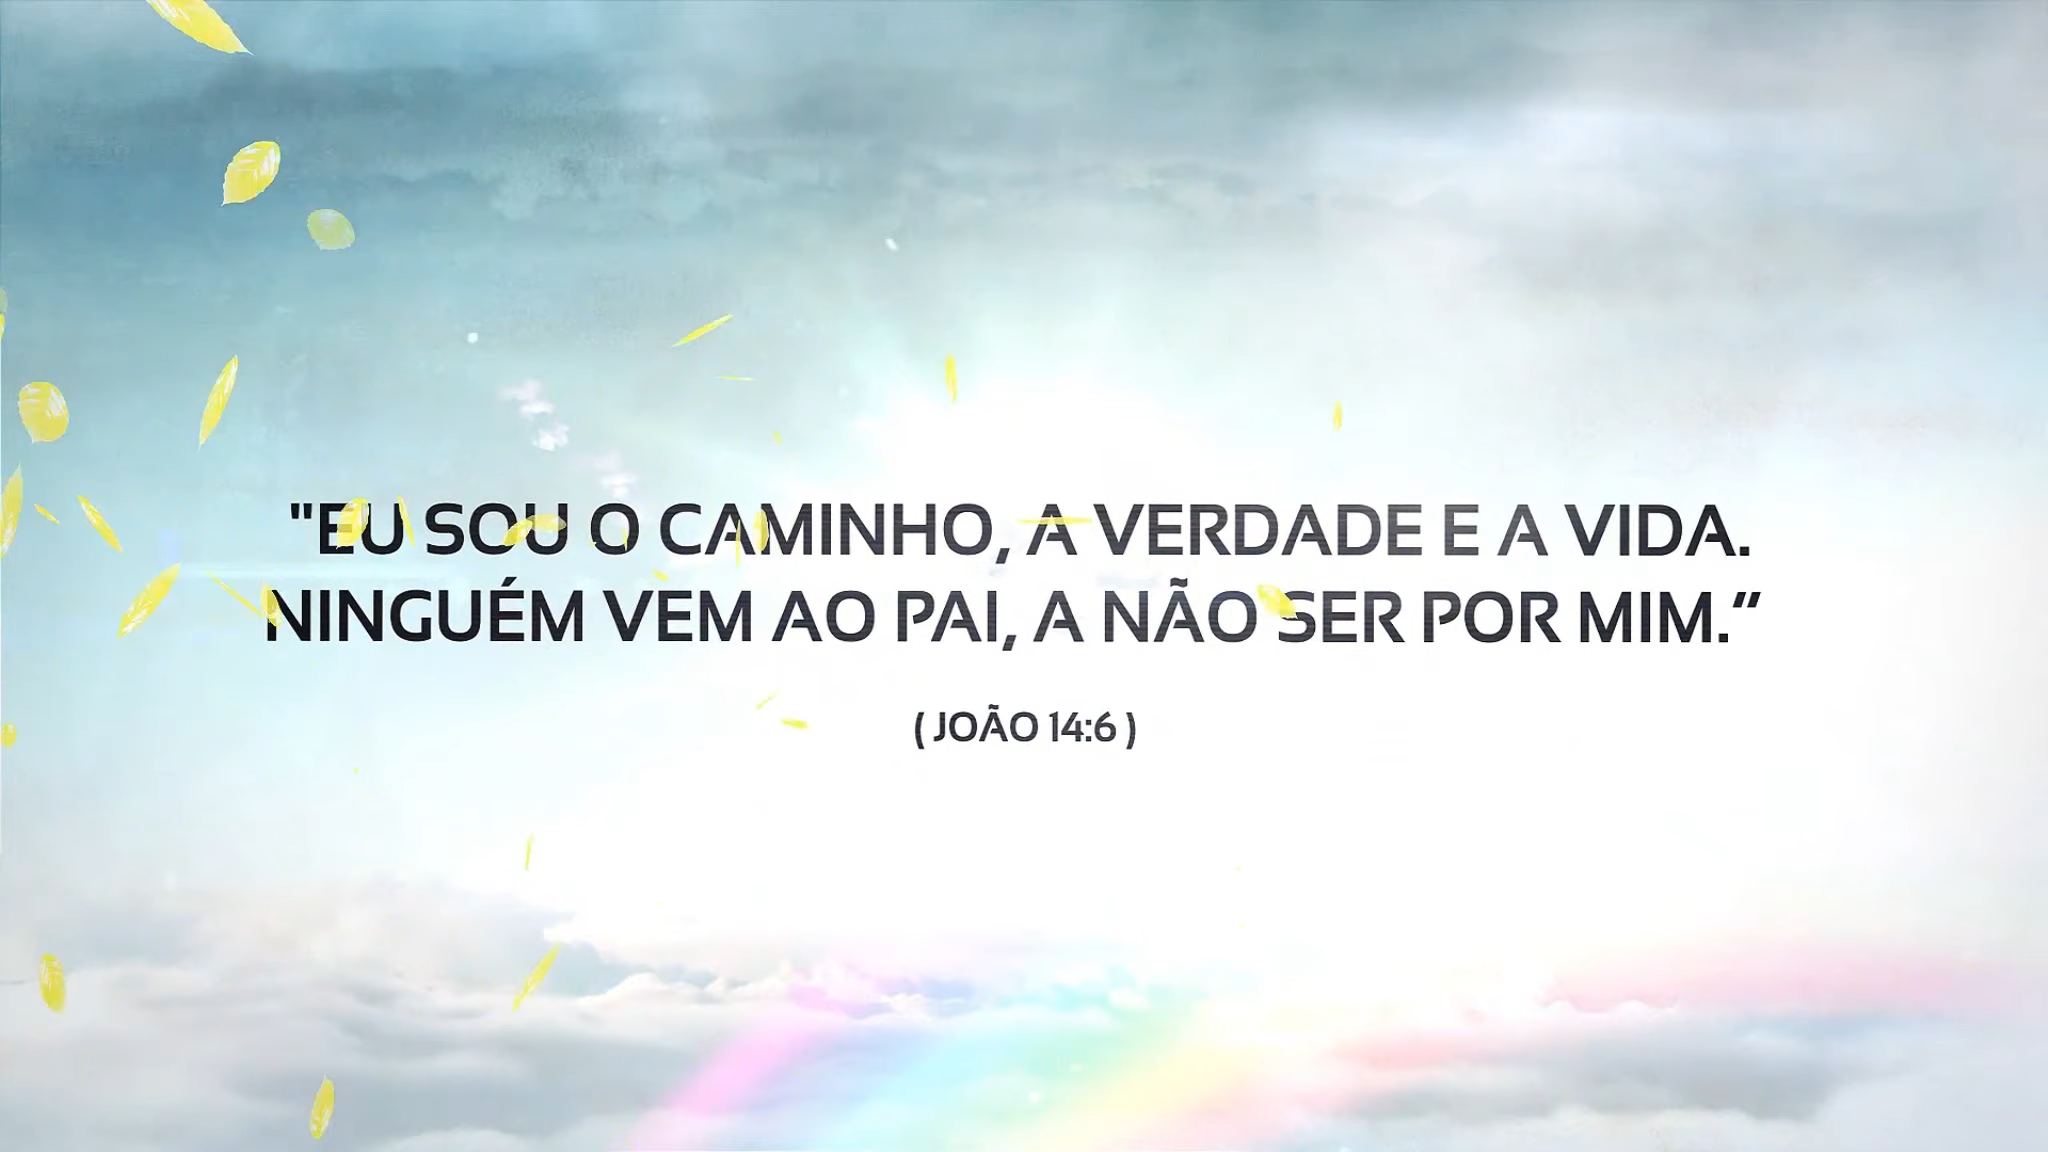 "EU SOU O CAMINHO, A VERDADE E A VIDA.
NINGUÉM VEM AO PAI, A NÃO SER POR MIM.“
( JOÃO 14:6 )